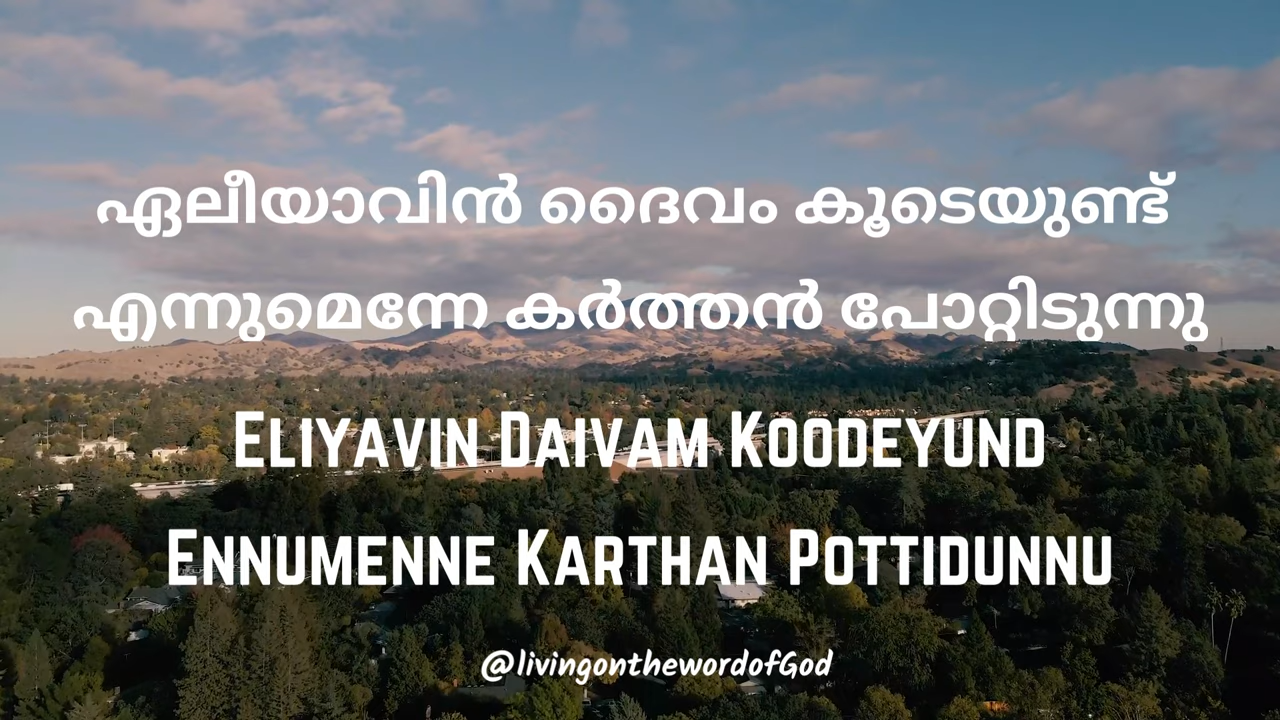 ഏലീയാവിൻ ദൈവം കൂടെയുണ്ട്
എന്നുമെന്നേ കർത്തൻ പോറ്റിടുന്നു
Eliyavin Daivam Koodeyund
Ennumenne Karthan Pottidunnu
@livingonthewordofGod